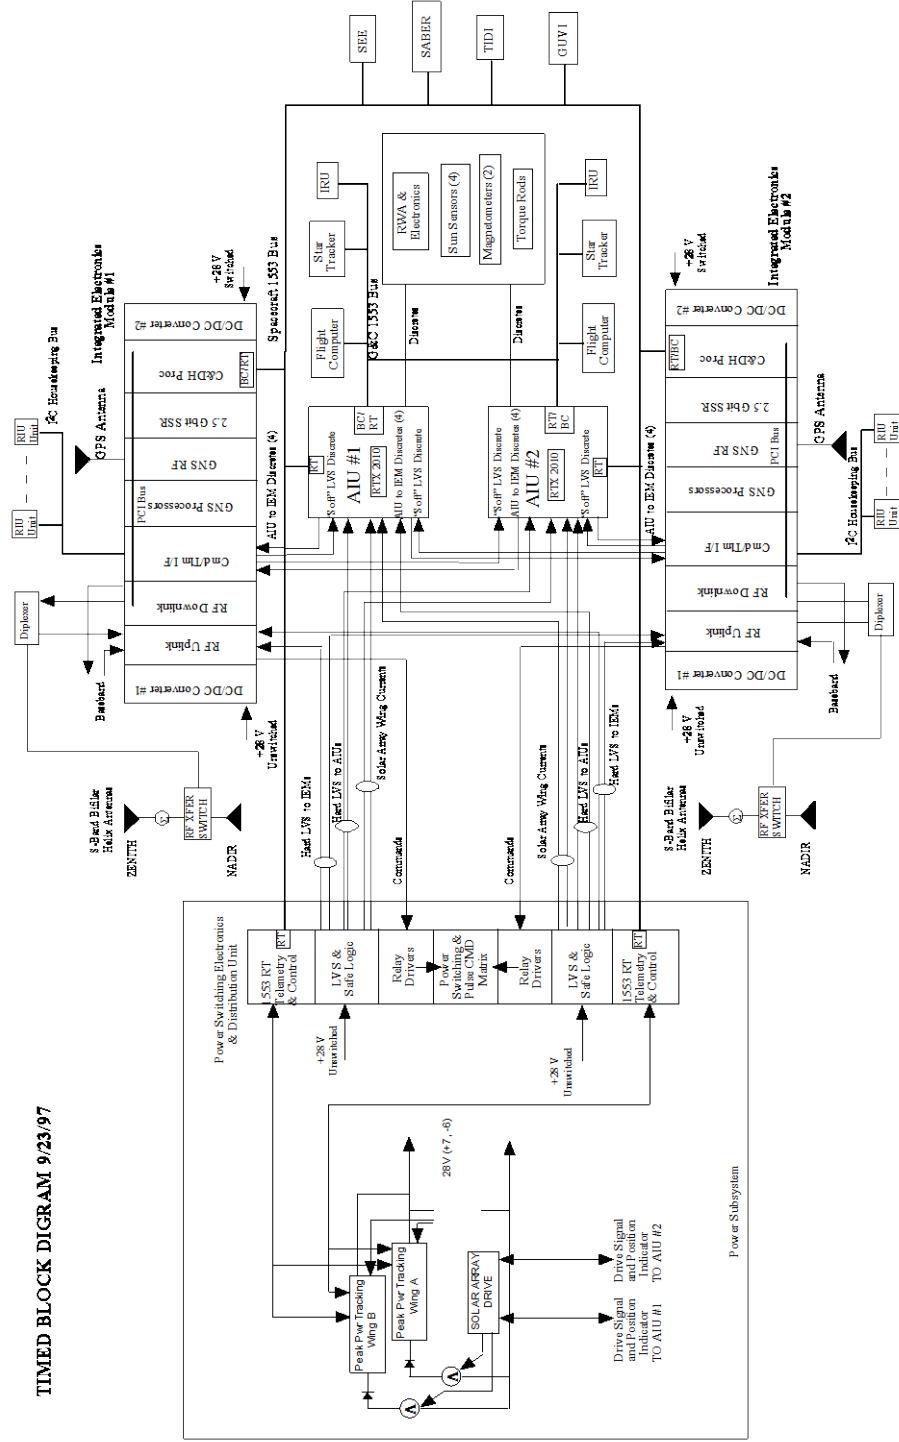 TIMED BLOCK DIGRAM 9/23/97
SEE
SABER
TIDI
GUVI
RIU
Unit
RIU
Unit
I2C Housekeeping Bus
GPS Antenna
Integrated Electronics
Module #1
+28 V
Switched
DC/DC Converter #2
C&DH Proc
BC/RT
2.5 Gbit SSR
GNS RF
PCI Bus
GNS Processors
Cmd/Tlm I/F
RF Downlink
RF Uplink
DC/DC Converter #1
Diplexer
Baseband
+28 V
Unswitched
S-Band Bifilar
Helix Antennas
ZENITH
Σ
RF XFER
SWITCH
NADIR
Spacecraft 1553 Bus
AIU to IEM Discretes (4)
IRU
Star
Tracker
Flight
Computer
G&C 1553 Bus
RWA &
Electronics
Sun Sensors (4)
Magnetometers (2)
Torque Rods
Discretes
Discretes
IRU
Star
Tracker
Flight
Computer
RT
BC/
RT
"Soft" LVS Discrete
AIU #1
RTX 2010
AIU to IEM Discretes (4)
"Soft" LVS Discrete
"Soft" LVS Discrete
AIU to IEM Discretes (4)
AIU #2
RTX 2010
RT/
BC
RT
"Soft" LVS Discrete
AIU to IEM Discretes (4)
Integrated Electronics
Module #2
+28 V
Switched
DC/DC Converter #2
RT/BC
C&DH Proc
2.5 Gbit SSR
GNS RF
PCI Bus
GNS Processors
Cmd/Tlm I/F
RF Downlink
RF Uplink
DC/DC Converter #1
GPS Antenna
I2C Housekeeping Bus
RIU
Unit
RIU
Unit
Diplexer
Baseband
+28 V
Unswitched
S-Band Bifilar
Helix Antennas
ZENITH
Σ
RF XFER
SWITCH
NADIR
Hard LVS to IEMs
Hard LVS to AIUs
Solar Array Wing Currents
Commands
Commands
Solar Array Wing Currents
Hard LVS to AIUs
Hard LVS to IEMs
Power Switching Electronics
& Distribution Unit
RT
1553 RT
Telemetry
& Control
LVS &
Safe Logic
Relay
Drivers
Power
Switching &
Pulse CMD
Matrix
Relay
Drivers
LVS &
Safe Logic
RT
1553 RT
Telemetry
& Control
+28 V
Unswitched
+28 V
Unswitched
28V (+7, -6)
Peak Pwr Tracking
Wing B
Peak Pwr Tracking
Wing A
SOLAR ARRAY
DRIVE
A
A
Drive Signal
and Position
Indicator
TO AIU #1
Drive Signal
and Position
Indicator
TO AIU #2
Power Subsystem